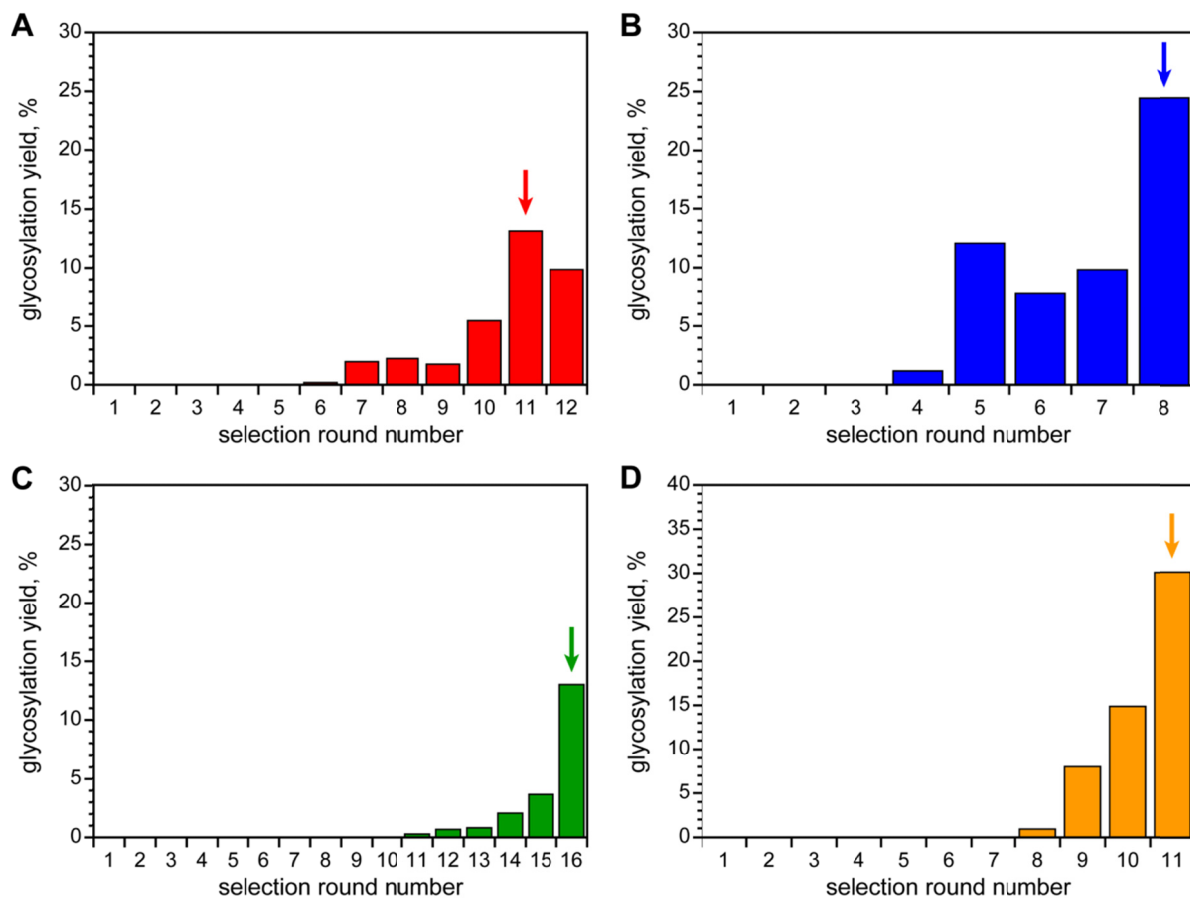 A
glycosylation yield, %
30
25
20
15
10
5
0
1 2 3 4 5 6 7 8 9 10 11 12
selection round number
B
glycosylation yield, %
30
25
20
15
10
5
0
1 2 3 4 5 6 7 8
selection round number
C
glycosylation yield, %
30
25
20
15
10
5
0
1 2 3 4 5 6 7 8 9 10 11 12 13 14 15 16
selection round number
D
glycosylation yield, %
40
35
30
25
20
15
10
5
0
1 2 3 4 5 6 7 8 9 10 11
selection round number